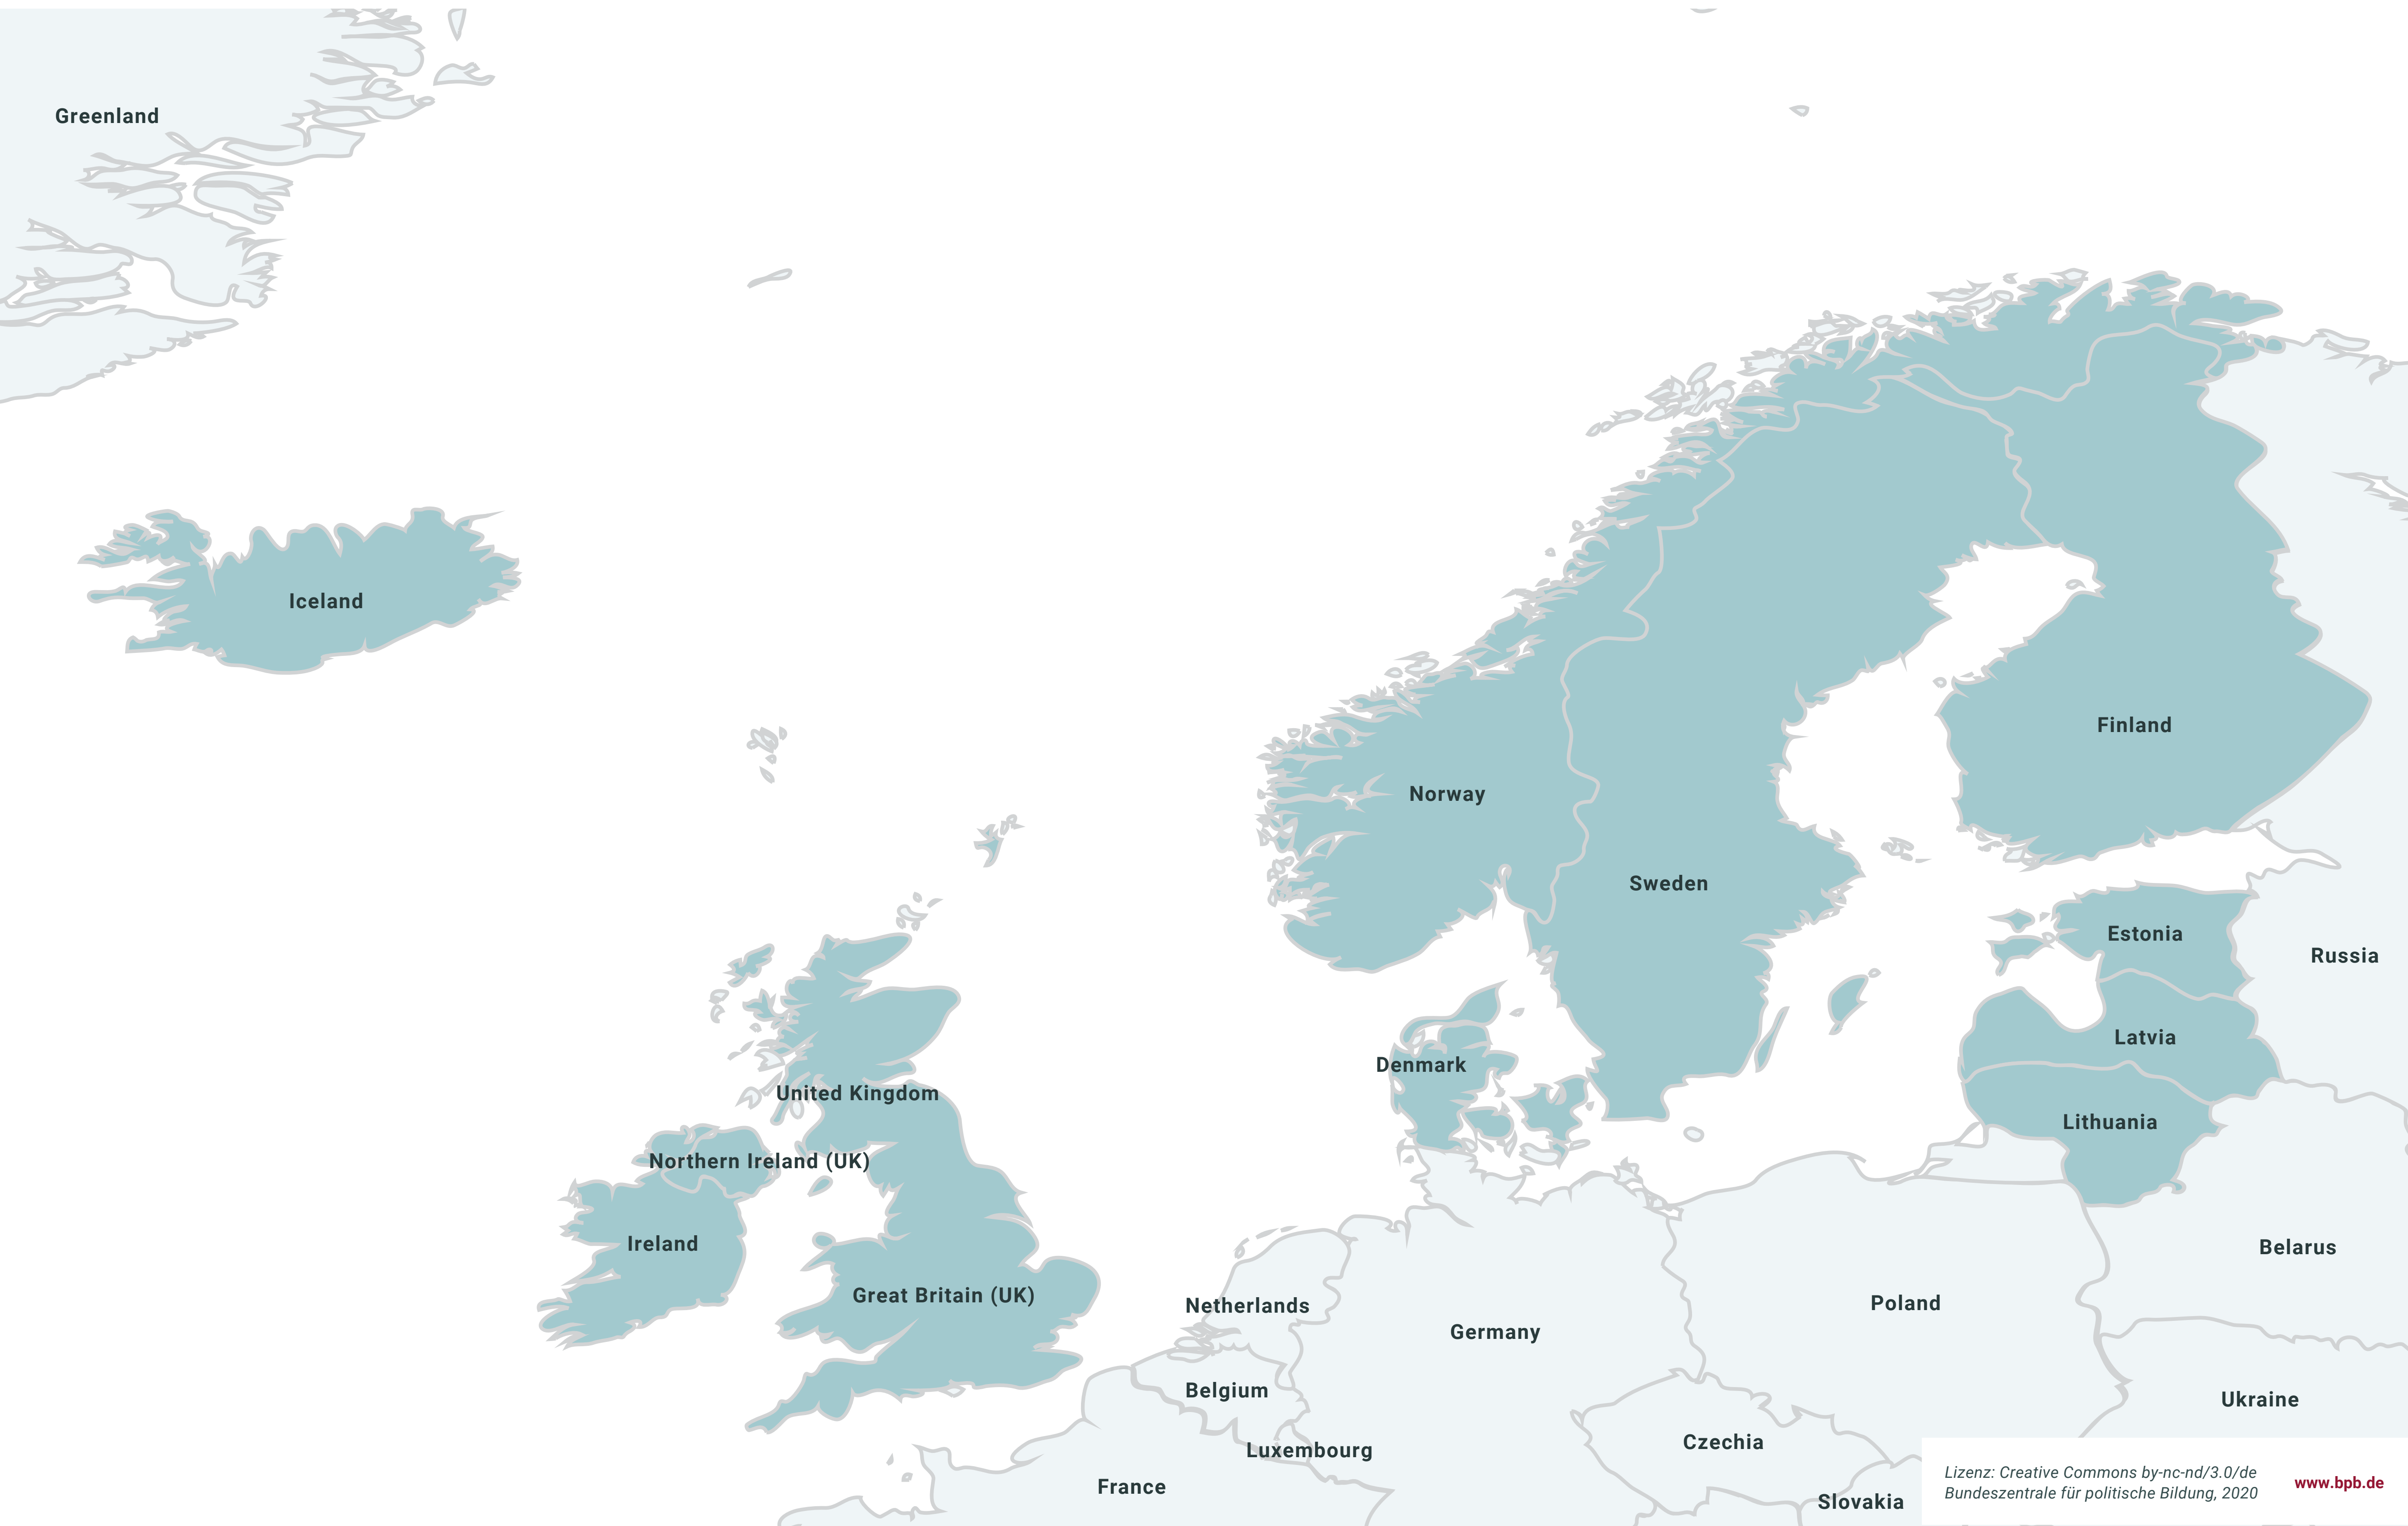 Greenland
Iceland
Finland
Norway
Sweden
Estonia
Russia
Latvia
Denmark
United Kingdom
Lithuania
Northern Ireland (UK)
Ireland
Belarus
Great Britain (UK)
Netherlands
Poland
Germany
Belgium
Ukraine
Czechia
Luxembourg
France
Slovakia
Lizenz: Creative Commons by-nc-nd/3.0/de
Bundeszentrale für politische Bildung, 2020
www.bpb.de